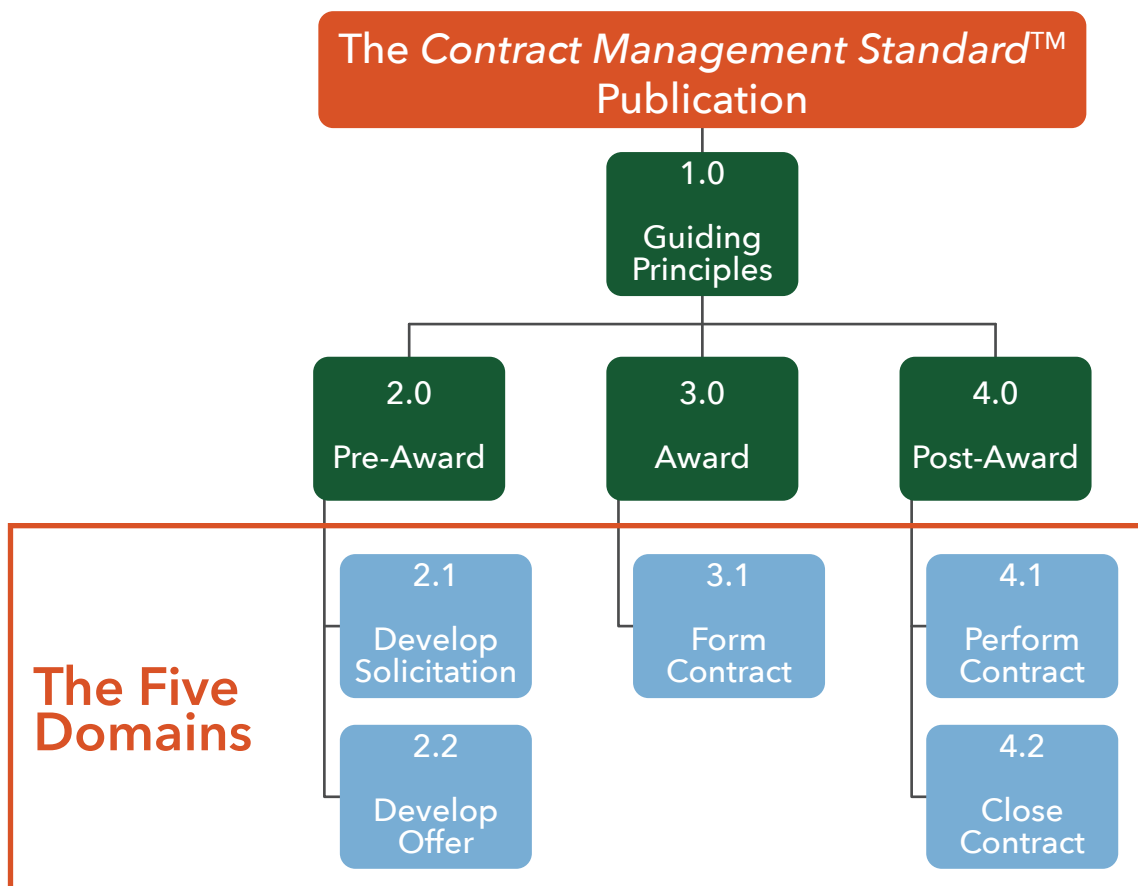 The Contract Management Standard™
Publication
1.0
Guiding
Principles
2.0
Pre-Award
3.0
Award
4.0
Post-Award
The Five
Domains
2.1
Develop
Solicitation
3.1
Form
Contract
4.1
Perform
Contract
2.2
Develop
Offer
4.2
Close
Contract